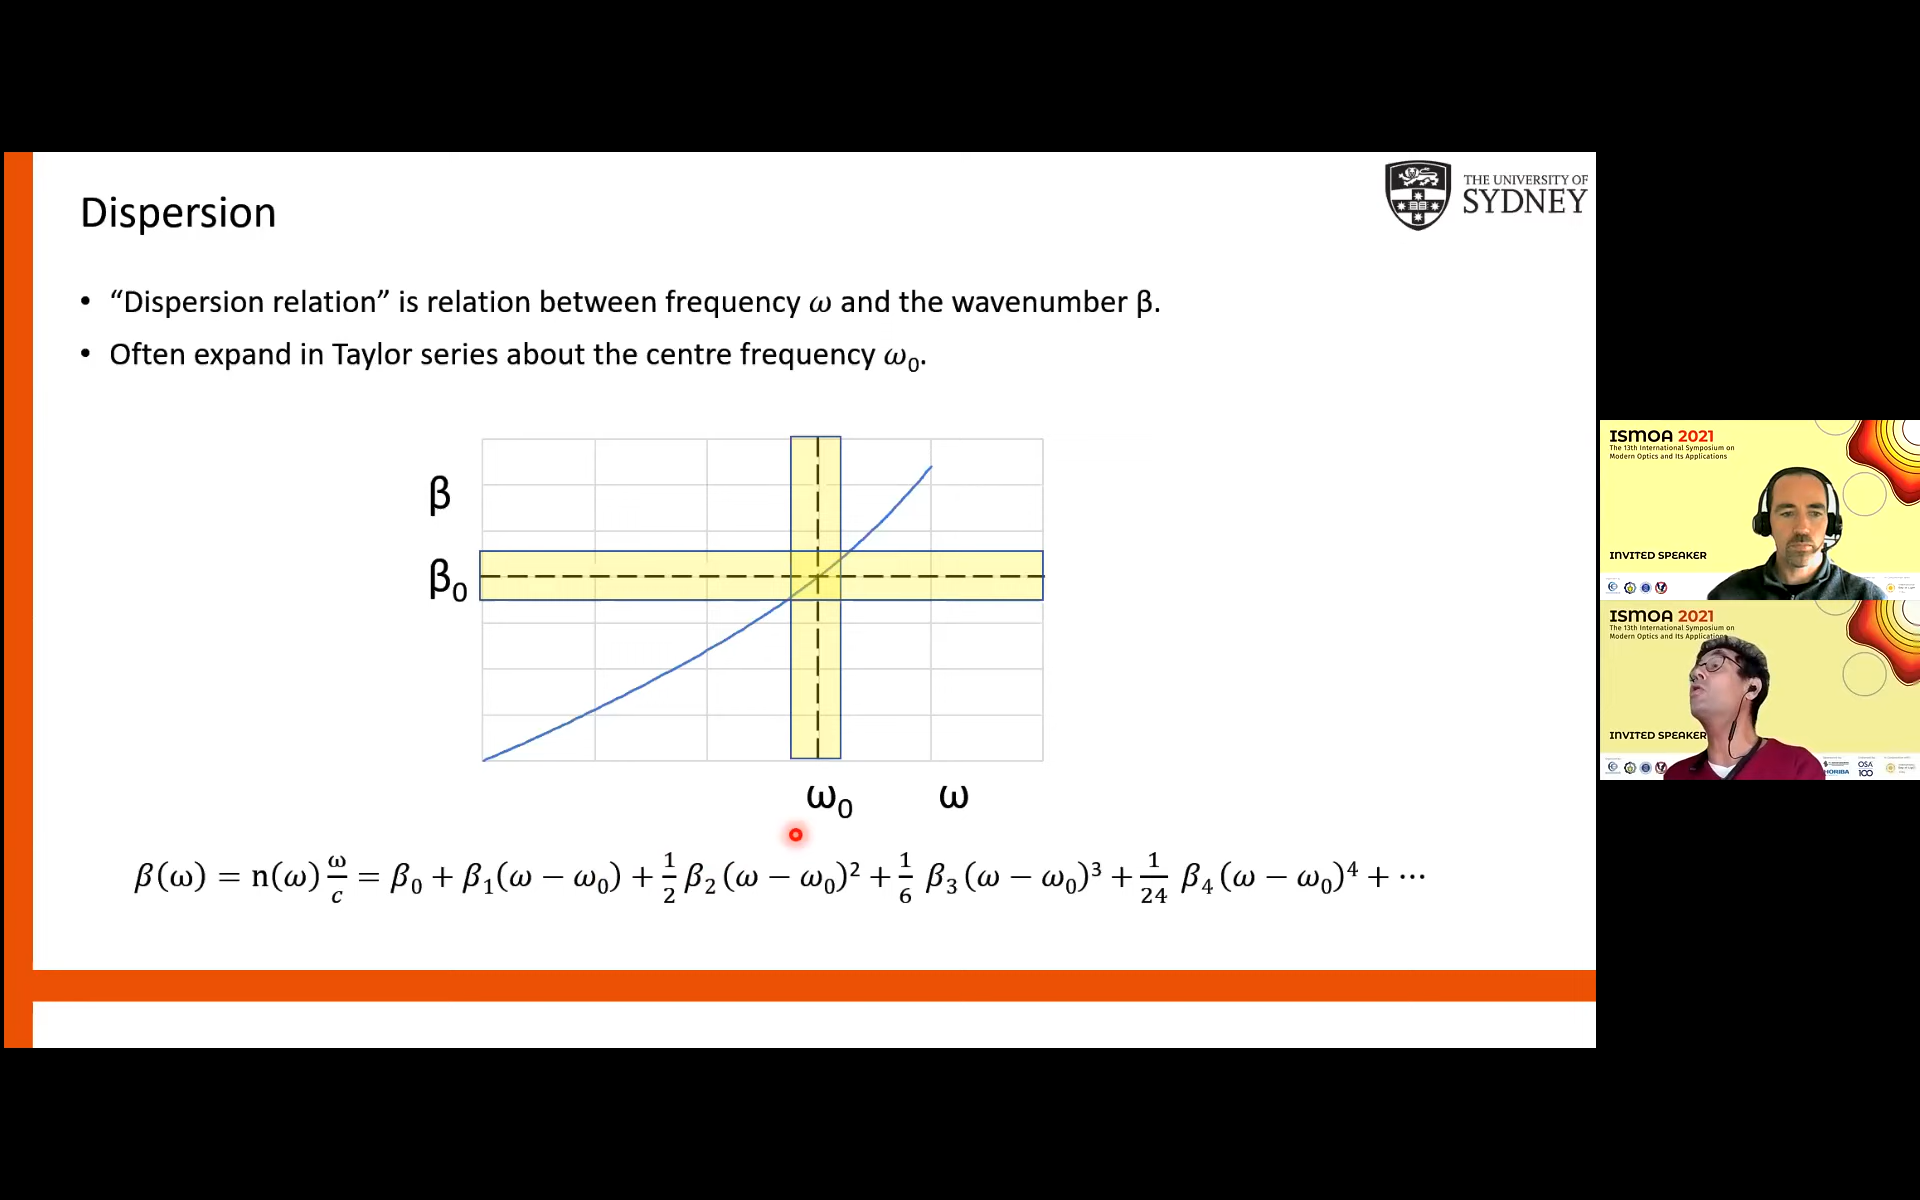 THE UNIVERSITY OF
SYDNEY
Dispersion
• “Dispersion relation” is relation between frequency ω and the wavenumber β.
• Often expand in Taylor series about the centre frequency ω₀.
β
β₀
ω₀
ω
β(ω) = n(ω) ω/c = β₀ + β₁(ω − ω₀) + 1/2 β₂ (ω − ω₀)² + 1/6 β₃ (ω − ω₀)³ + 1/24 β₄ (ω − ω₀)⁴ + ⋯
ISMOA 2021
The 13th International Symposium on
Modern Optics and Its Applications
INVITED SPEAKER
ISMOA 2021
The 13th International Symposium on
Modern Optics and Its Applications
INVITED SPEAKER
HORIBA
OSA
100